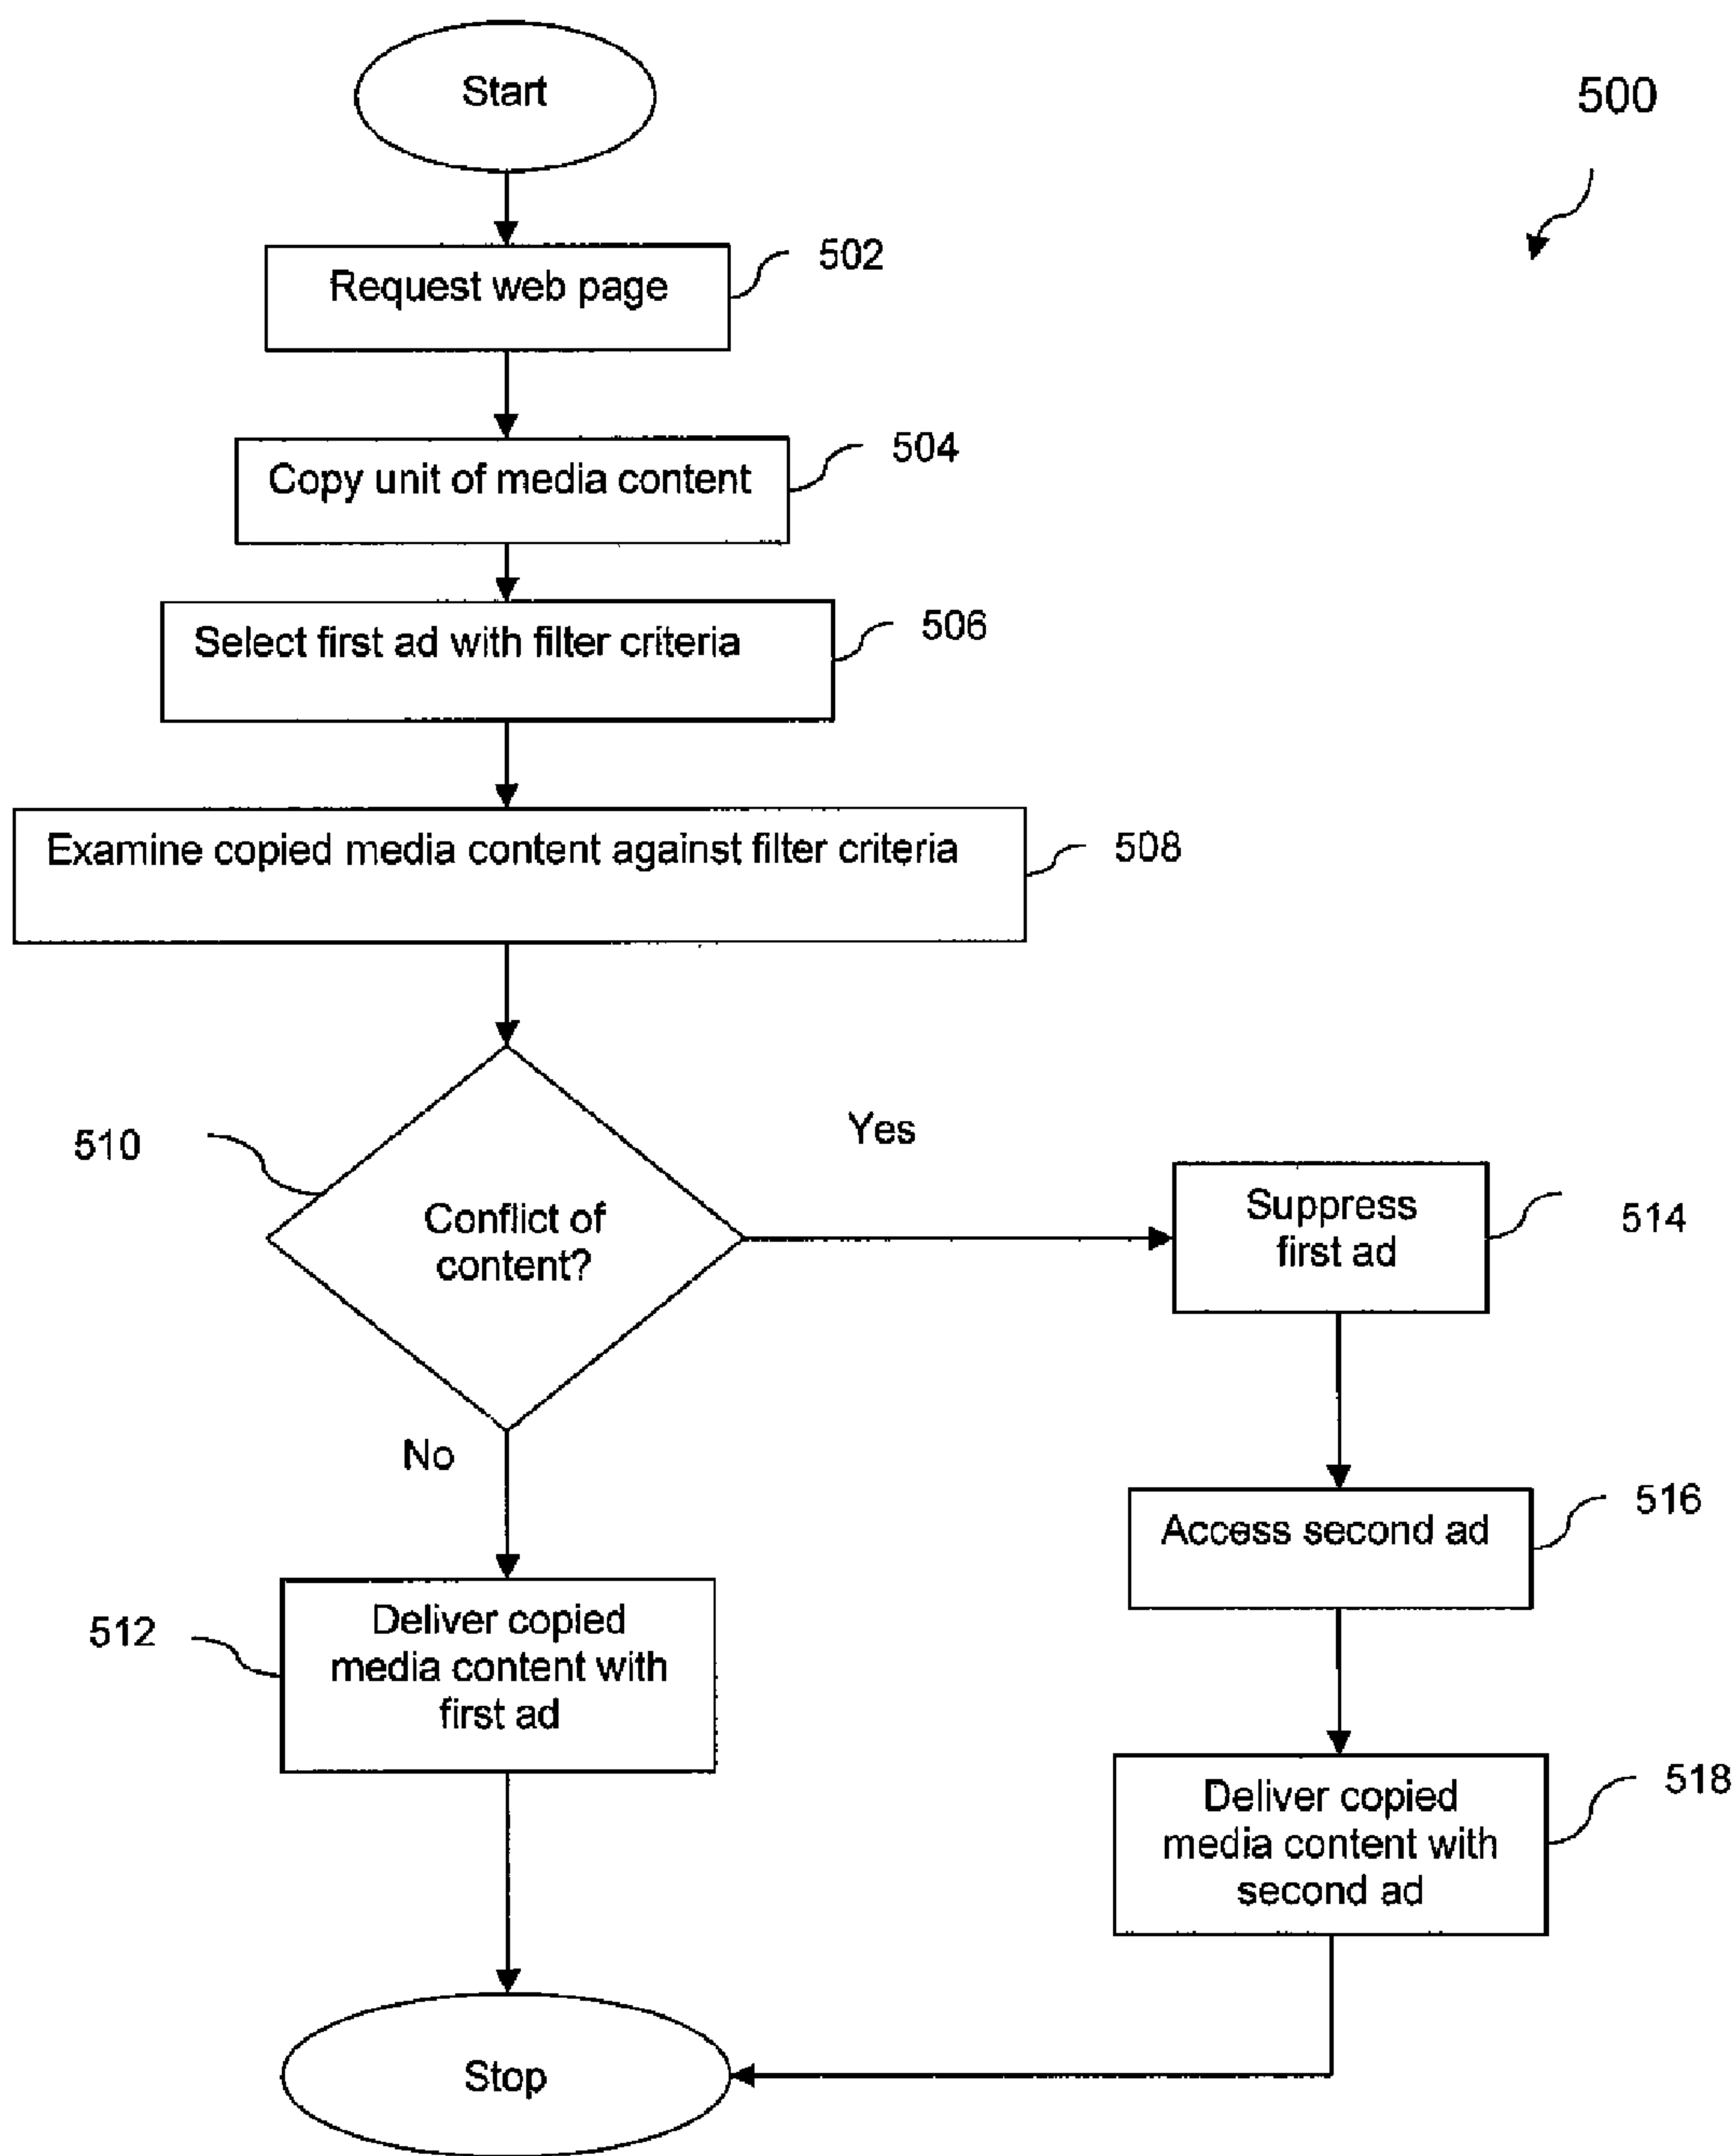 Start
500
Request web page
502
Copy unit of media content
504
Select first ad with filter criteria
506
Examine copied media content against filter criteria
508
510
Conflict of
content?
Yes
Suppress
first ad
514
No
Access second ad
516
512
Deliver copied
media content with
first ad
Deliver copied
media content with
second ad
518
Stop